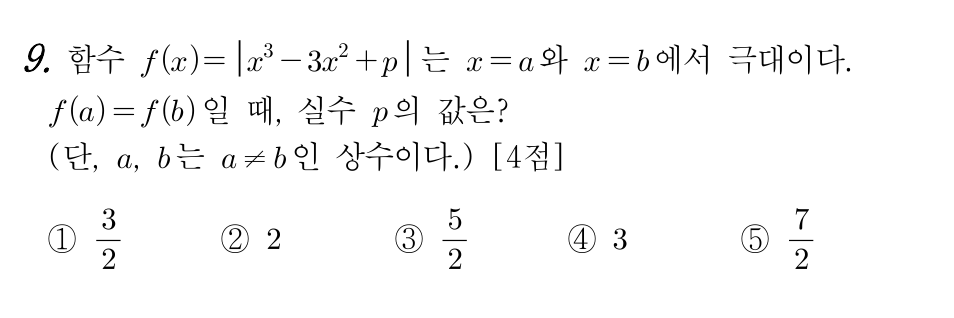 9. 함수 f(x)=|x³-3x²+p|는 x=a와 x=b에서 극대이다.
f(a)=f(b)일 때, 실수 p의 값은?
(단, a, b는 a≠b인 상수이다.) [4점]
① 3/2 ② 2 ③ 5/2 ④ 3 ⑤ 7/2